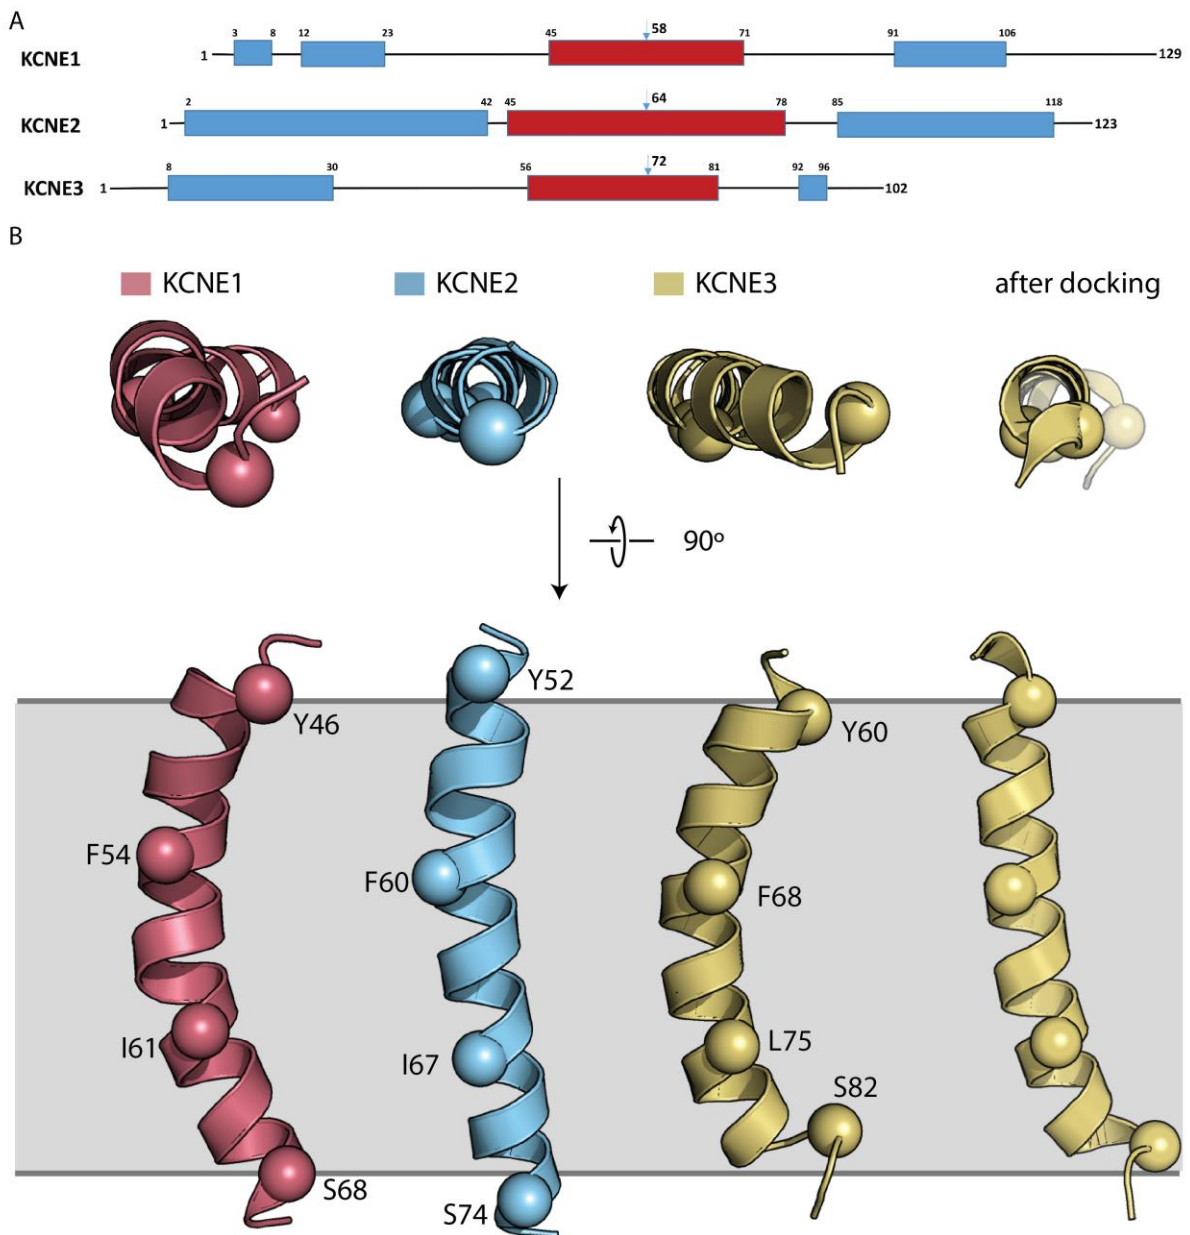 A
KCNE1 1 3 8 12 23 45 58 71 91 106 129
KCNE2 1 2 42 45 64 78 85 118 123
KCNE3 1 8 30 56 72 81 92 96 102
B
KCNE1 KCNE2 KCNE3 after docking
90º
Y46 Y52 Y60
F54 F60 F68
I61 I67 L75
S68 S74 S82